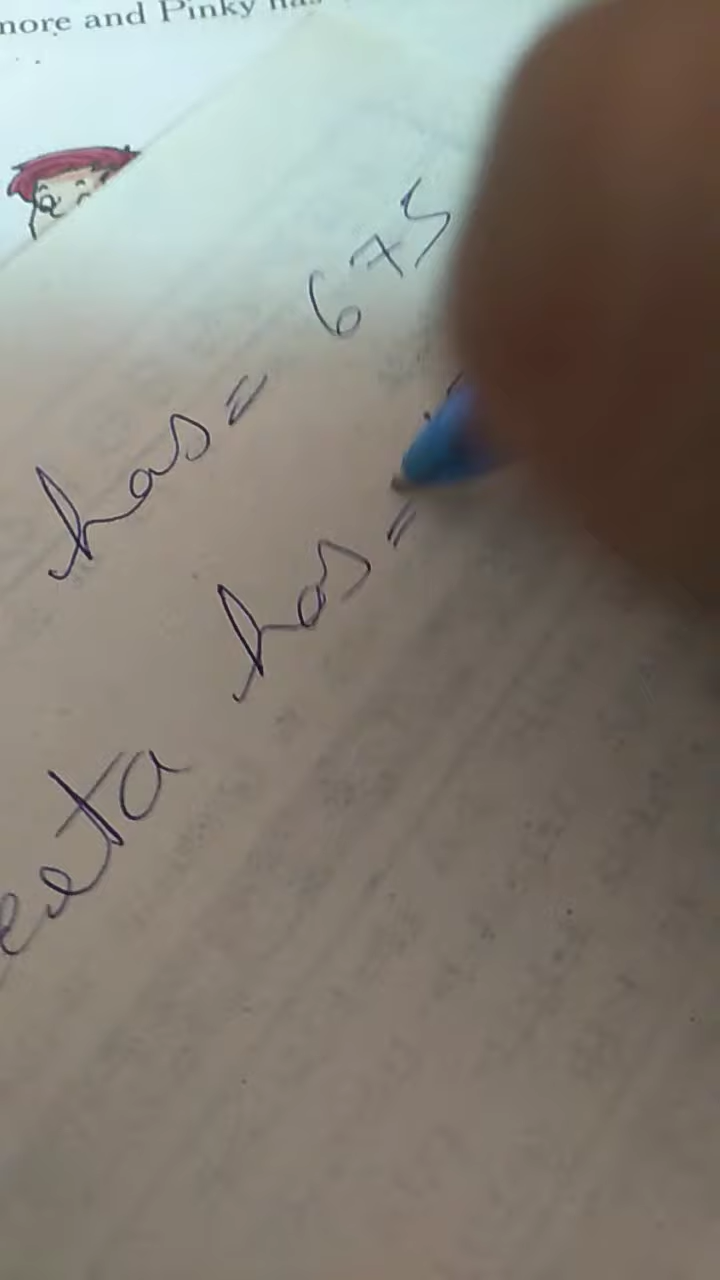 more and Pinky has
has = 675
eeta has =